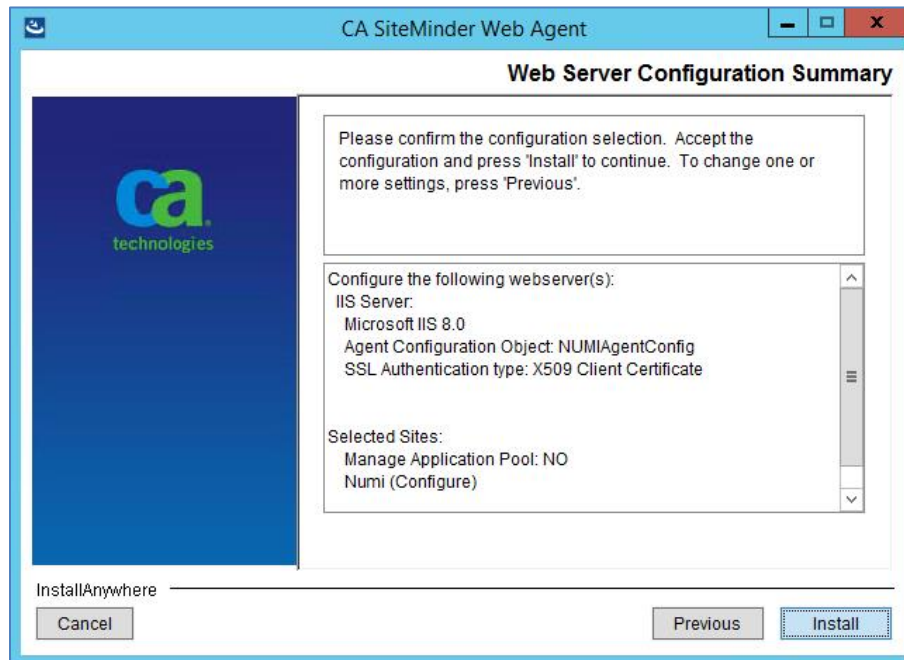 CA SiteMinder Web Agent
Web Server Configuration Summary
ca.
technologies
Please confirm the configuration selection.  Accept the
configuration and press 'Install' to continue.  To change one or
more settings, press 'Previous'.
Configure the following webserver(s):
IIS Server:
Microsoft IIS 8.0
Agent Configuration Object: NUMIAgentConfig
SSL Authentication type: X509 Client Certificate
Selected Sites:
Manage Application Pool: NO
Numi (Configure)
InstallAnywhere
Cancel
Previous
Install